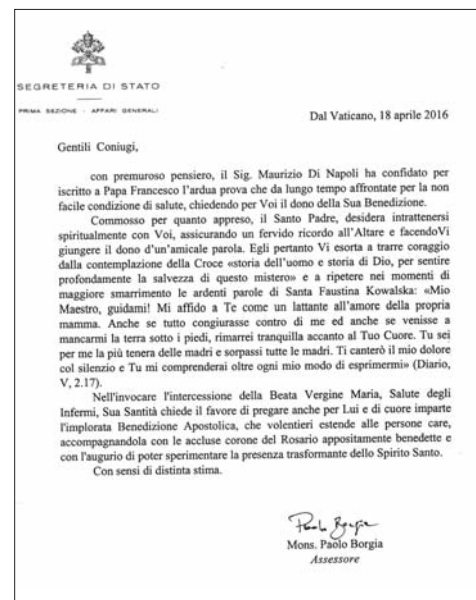 SEGRETERIA DI STATO
PRIMA SEZIONE - AFFARI GENERALI
Dal Vaticano, 18 aprile 2016
Gentili Coniugi,
con premuroso pensiero, il Sig. Maurizio Di Napoli ha confidato per
iscritto a Papa Francesco l'ardua prova che da lungo tempo affrontate per la non
facile condizione di salute, chiedendo per Voi il dono della Sua Benedizione.
Commosso per quanto appreso, il Santo Padre, desidera intrattenersi
spiritualmente con Voi, assicurando un fervido ricordo all'Altare e facendoVi
giungere il dono d'un'amicale parola. Egli pertanto Vi esorta a trarre coraggio
dalla contemplazione della Croce «storia dell'uomo e storia di Dio, per sentire
profondamente la salvezza di questo mistero» e a ripetere nei momenti di
maggiore smarrimento le ardenti parole di Santa Faustina Kowalska: «Mio
Maestro, guidami! Mi affido a Te come un lattante all'amore della propria
mamma. Anche se tutto congiurasse contro di me ed anche se venisse a
mancarmi la terra sotto i piedi, rimarrei tranquilla accanto al Tuo Cuore. Tu sei
per me la più tenera delle madri e sorpassi tutte le madri. Ti canterò il mio dolore
col silenzio e Tu mi comprenderai oltre ogni mio modo di esprimermi» (Diario,
V, 2.17).
Nell'invocare l'intercessione della Beata Vergine Maria, Salute degli
Infermi, Sua Santità chiede il favore di pregare anche per Lui e di cuore imparte
l'implorata Benedizione Apostolica, che volentieri estende alle persone care,
accompagnandola con le accluse corone del Rosario appositamente benedette e
con l'augurio di poter sperimentare la presenza trasformante dello Spirito Santo.
Con sensi di distinta stima.
Paolo Borgia
Mons. Paolo Borgia
Assessore